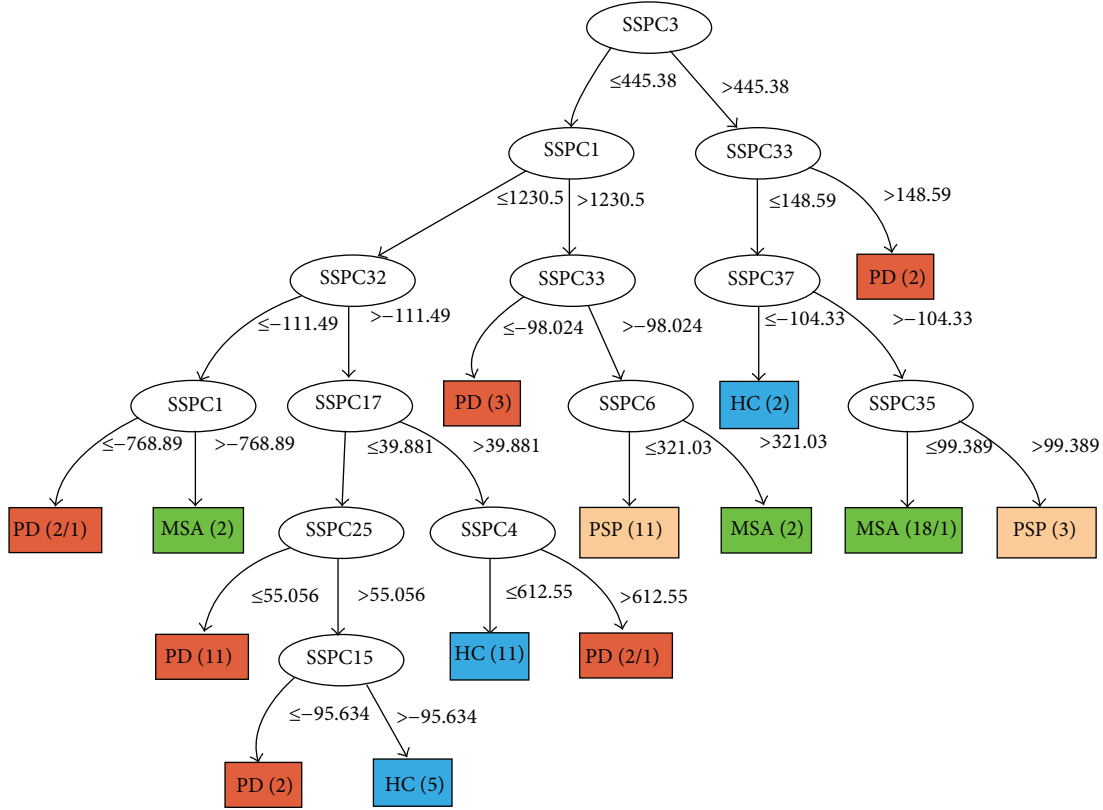 SSPC3
≤445.38
>445.38
SSPC1
SSPC33
≤1230.5
>1230.5
≤148.59
>148.59
SSPC32
SSPC33
SSPC37
PD (2)
≤−111.49
>−111.49
≤−98.024
>−98.024
≤−104.33
>−104.33
SSPC1
SSPC17
PD (3)
SSPC6
HC (2)
SSPC35
≤−768.89
>−768.89
≤39.881
>39.881
≤321.03
>321.03
≤99.389
>99.389
PD (2/1)
MSA (2)
SSPC25
SSPC4
PSP (11)
MSA (2)
MSA (18/1)
PSP (3)
≤55.056
>55.056
≤612.55
>612.55
PD (11)
SSPC15
HC (11)
PD (2/1)
≤−95.634
>−95.634
PD (2)
HC (5)